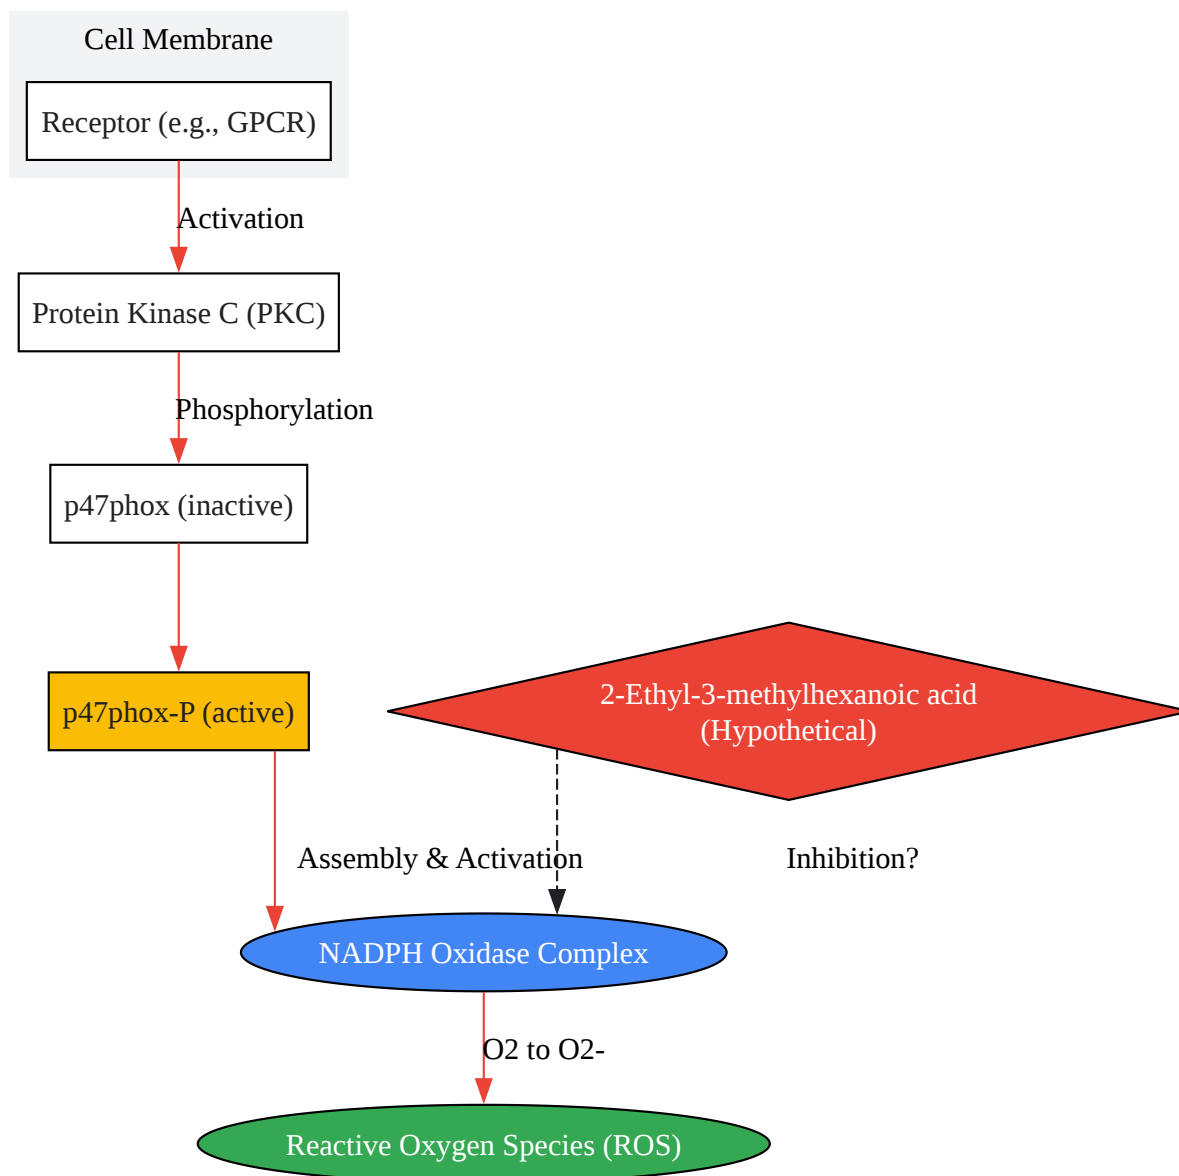 Cell Membrane
Receptor (e.g., GPCR)
Activation
Protein Kinase C (PKC)
Phosphorylation
p47phox (inactive)
p47phox-P (active)
2-Ethyl-3-methylhexanoic acid
(Hypothetical)
Assembly & Activation
Inhibition?
NADPH Oxidase Complex
O2 to O2-
Reactive Oxygen Species (ROS)